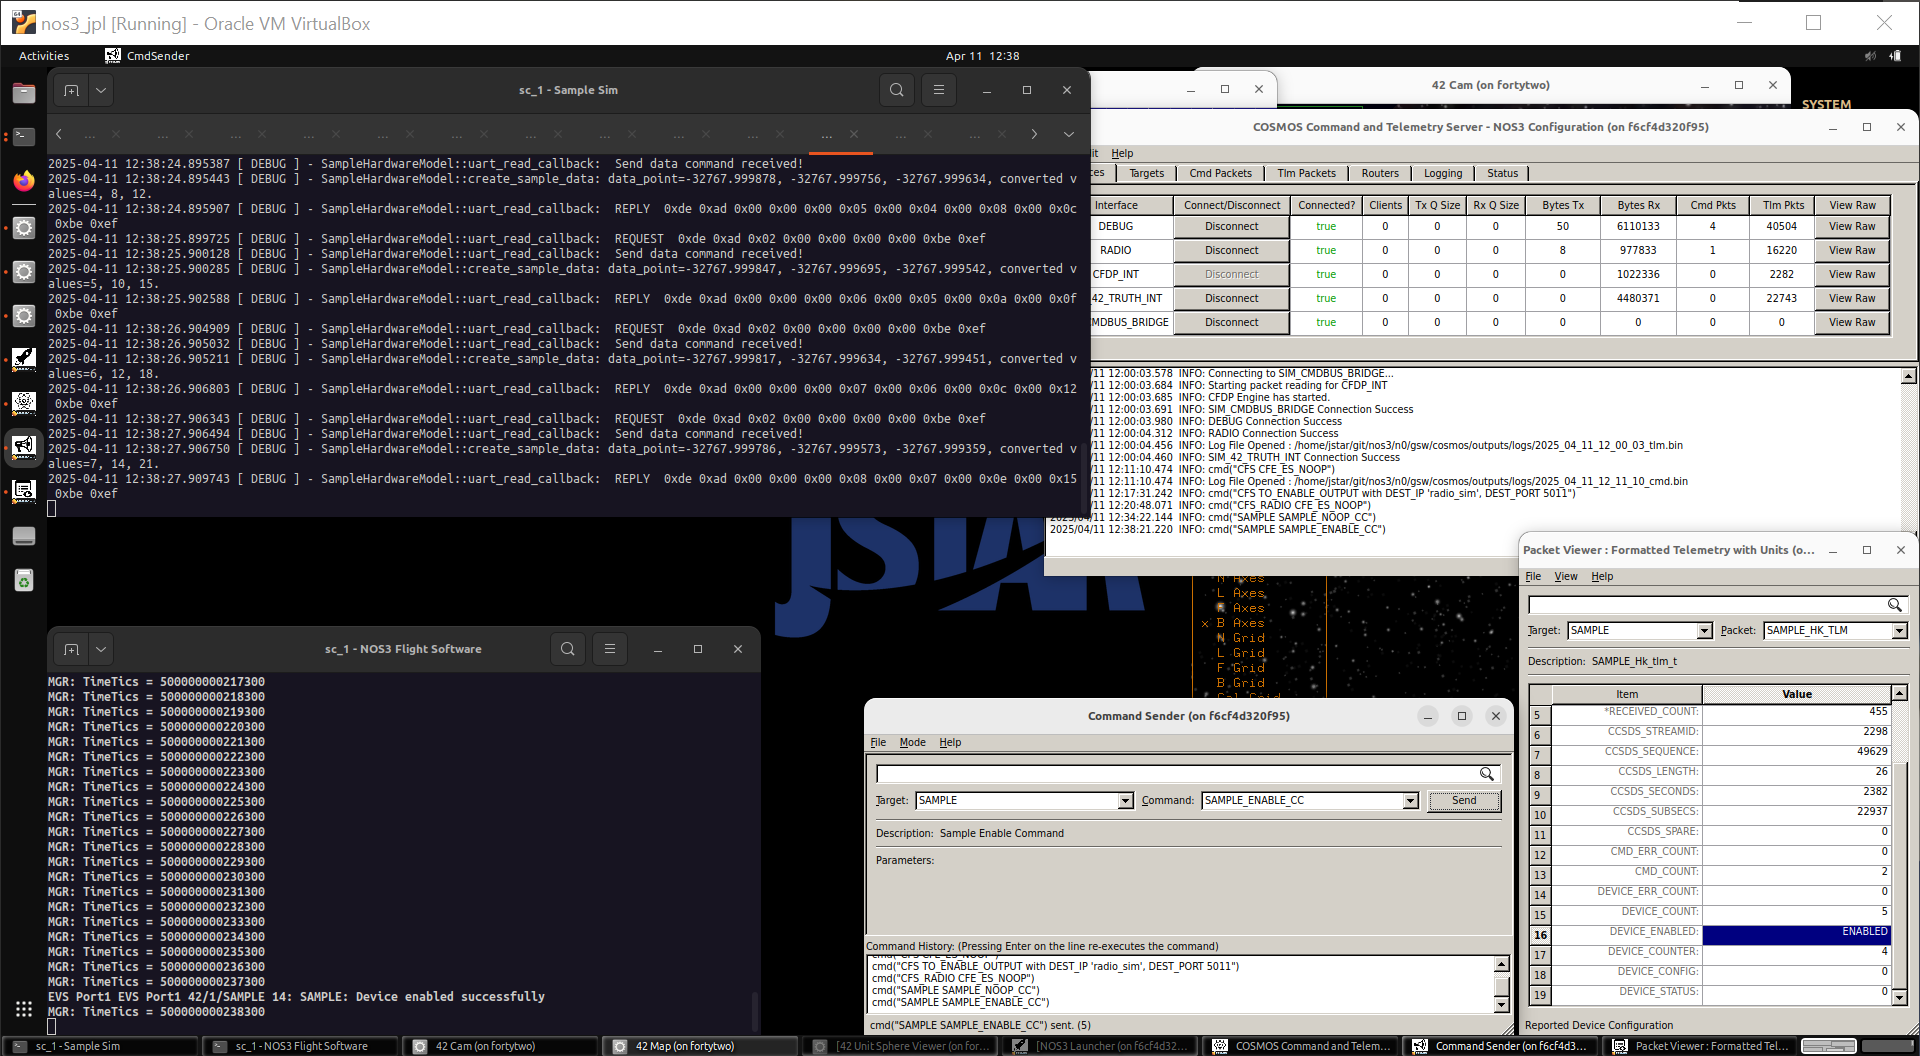 nos3_jpl [Running] - Oracle VM VirtualBox
Activities
CmdSender
Apr 11 12:38
sc_1 - Sample Sim
2025-04-11 12:38:24.895387 [ DEBUG ] - SampleHardwareModel::uart_read_callback:  Send data command received!
2025-04-11 12:38:24.895443 [ DEBUG ] - SampleHardwareModel::create_sample_data: data_point=-32767.999878, -32767.999756, -32767.999634, converted v
alues=4, 8, 12.
2025-04-11 12:38:24.895907 [ DEBUG ] - SampleHardwareModel::uart_read_callback:  REPLY  0xde 0xad 0x00 0x00 0x00 0x05 0x00 0x04 0x00 0x08 0x00 0x0c
0xbe 0xef
2025-04-11 12:38:25.899725 [ DEBUG ] - SampleHardwareModel::uart_read_callback:  REQUEST  0xde 0xad 0x02 0x00 0x00 0x00 0x00 0xbe 0xef
2025-04-11 12:38:25.900128 [ DEBUG ] - SampleHardwareModel::uart_read_callback:  Send data command received!
2025-04-11 12:38:25.900285 [ DEBUG ] - SampleHardwareModel::create_sample_data: data_point=-32767.999847, -32767.999695, -32767.999542, converted v
alues=5, 10, 15.
2025-04-11 12:38:25.902588 [ DEBUG ] - SampleHardwareModel::uart_read_callback:  REPLY  0xde 0xad 0x00 0x00 0x00 0x06 0x00 0x05 0x00 0x0a 0x00 0x0f
0xbe 0xef
2025-04-11 12:38:26.904909 [ DEBUG ] - SampleHardwareModel::uart_read_callback:  REQUEST  0xde 0xad 0x02 0x00 0x00 0x00 0x00 0xbe 0xef
2025-04-11 12:38:26.905032 [ DEBUG ] - SampleHardwareModel::uart_read_callback:  Send data command received!
2025-04-11 12:38:26.905211 [ DEBUG ] - SampleHardwareModel::create_sample_data: data_point=-32767.999817, -32767.999634, -32767.999451, converted v
alues=6, 12, 18.
2025-04-11 12:38:26.906803 [ DEBUG ] - SampleHardwareModel::uart_read_callback:  REPLY  0xde 0xad 0x00 0x00 0x00 0x07 0x00 0x06 0x00 0x0c 0x00 0x12
0xbe 0xef
2025-04-11 12:38:27.906343 [ DEBUG ] - SampleHardwareModel::uart_read_callback:  REQUEST  0xde 0xad 0x02 0x00 0x00 0x00 0x00 0xbe 0xef
2025-04-11 12:38:27.906494 [ DEBUG ] - SampleHardwareModel::uart_read_callback:  Send data command received!
2025-04-11 12:38:27.906750 [ DEBUG ] - SampleHardwareModel::create_sample_data: data_point=-32767.999786, -32767.999573, -32767.999359, converted v
alues=7, 14, 21.
2025-04-11 12:38:27.909743 [ DEBUG ] - SampleHardwareModel::uart_read_callback:  REPLY  0xde 0xad 0x00 0x00 0x00 0x08 0x00 0x07 0x00 0x0e 0x00 0x15
0xbe 0xef
42 Cam (on fortytwo)
SYSTEM
COSMOS Command and Telemetry Server - NOS3 Configuration (on f6cf4d320f95)
it Help
ces Targets Cmd Packets Tlm Packets Routers Logging Status
Interface Connect/Disconnect Connected? Clients Tx Q Size Rx Q Size Bytes Tx Bytes Rx Cmd Pkts Tlm Pkts View Raw
DEBUG Disconnect true 0 0 0 50 6110133 4 40504 View Raw
RADIO Disconnect true 0 0 0 8 977833 1 16220 View Raw
CFDP_INT Disconnect true 0 0 0 0 1022336 0 2282 View Raw
42_TRUTH_INT Disconnect true 0 0 0 0 4480371 0 22743 View Raw
MDBUS_BRIDGE Disconnect true 0 0 0 0 0 0 0 View Raw
/11 12:00:03.578  INFO: Connecting to SIM_CMDBUS_BRIDGE...
/11 12:00:03.684  INFO: Starting packet reading for CFDP_INT
/11 12:00:03.685  INFO: CFDP Engine has started.
/11 12:00:03.691  INFO: SIM_CMDBUS_BRIDGE Connection Success
/11 12:00:03.980  INFO: DEBUG Connection Success
/11 12:00:04.312  INFO: RADIO Connection Success
/11 12:00:04.456  INFO: Log File Opened : /home/jstar/git/nos3/n0/gsw/cosmos/outputs/logs/2025_04_11_12_00_03_tlm.bin
/11 12:00:04.460  INFO: SIM_42_TRUTH_INT Connection Success
/11 12:11:10.474  INFO: cmd("CFS CFE_ES_NOOP")
/11 12:11:10.474  INFO: Log File Opened : /home/jstar/git/nos3/n0/gsw/cosmos/outputs/logs/2025_04_11_12_11_10_cmd.bin
/11 12:17:31.242  INFO: cmd("CFS TO_ENABLE_OUTPUT with DEST_IP 'radio_sim', DEST_PORT 5011")
/11 12:20:48.071  INFO: cmd("CFS_RADIO CFE_ES_NOOP")
2025/04/11 12:34:22.144  INFO: cmd("SAMPLE SAMPLE_NOOP_CC")
2025/04/11 12:38:21.220  INFO: cmd("SAMPLE SAMPLE_ENABLE_CC")
JSTAR
N Axes
L Axes
F Axes
x B Axes
N Grid
L Grid
F Grid
B Grid
Gal Grid
sc_1 - NOS3 Flight Software
MGR: TimeTics = 500000000217300
MGR: TimeTics = 500000000218300
MGR: TimeTics = 500000000219300
MGR: TimeTics = 500000000220300
MGR: TimeTics = 500000000221300
MGR: TimeTics = 500000000222300
MGR: TimeTics = 500000000223300
MGR: TimeTics = 500000000224300
MGR: TimeTics = 500000000225300
MGR: TimeTics = 500000000226300
MGR: TimeTics = 500000000227300
MGR: TimeTics = 500000000228300
MGR: TimeTics = 500000000229300
MGR: TimeTics = 500000000230300
MGR: TimeTics = 500000000231300
MGR: TimeTics = 500000000232300
MGR: TimeTics = 500000000233300
MGR: TimeTics = 500000000234300
MGR: TimeTics = 500000000235300
MGR: TimeTics = 500000000236300
MGR: TimeTics = 500000000237300
EVS Port1 EVS Port1 42/1/SAMPLE 14: SAMPLE: Device enabled successfully
MGR: TimeTics = 500000000238300
Command Sender (on f6cf4d320f95)
File Mode Help
Target: SAMPLE Command: SAMPLE_ENABLE_CC Send
Description: Sample Enable Command
Parameters:
Command History: (Pressing Enter on the line re-executes the command)
cmd("CFS CFE_ES_NOOP")
cmd("CFS TO_ENABLE_OUTPUT with DEST_IP 'radio_sim', DEST_PORT 5011")
cmd("CFS_RADIO CFE_ES_NOOP")
cmd("SAMPLE SAMPLE_NOOP_CC")
cmd("SAMPLE SAMPLE_ENABLE_CC")
cmd("SAMPLE SAMPLE_ENABLE_CC") sent. (5)
Packet Viewer : Formatted Telemetry with Units (o...
File View Help
Target: SAMPLE Packet: SAMPLE_HK_TLM
Description: SAMPLE_Hk_tlm_t
Item Value
5 *RECEIVED_COUNT: 455
6 CCSDS_STREAMID: 2298
7 CCSDS_SEQUENCE: 49629
8 CCSDS_LENGTH: 26
9 CCSDS_SECONDS: 2382
10 CCSDS_SUBSECS: 22937
11 CCSDS_SPARE: 0
12 CMD_ERR_COUNT: 0
13 CMD_COUNT: 2
14 DEVICE_ERR_COUNT: 0
15 DEVICE_COUNT: 5
16 DEVICE_ENABLED: ENABLED
17 DEVICE_COUNTER: 4
18 DEVICE_CONFIG: 0
19 DEVICE_STATUS: 0
Reported Device Configuration
sc_1 - Sample Sim
sc_1 - NOS3 Flight Software
42 Cam (on fortytwo)
42 Map (on fortytwo)
[42 Unit Sphere Viewer (on for...
[NOS3 Launcher (on f6cf4d32...
COSMOS Command and Telem...
Command Sender (on f6cf4d3...
Packet Viewer : Formatted Tel...